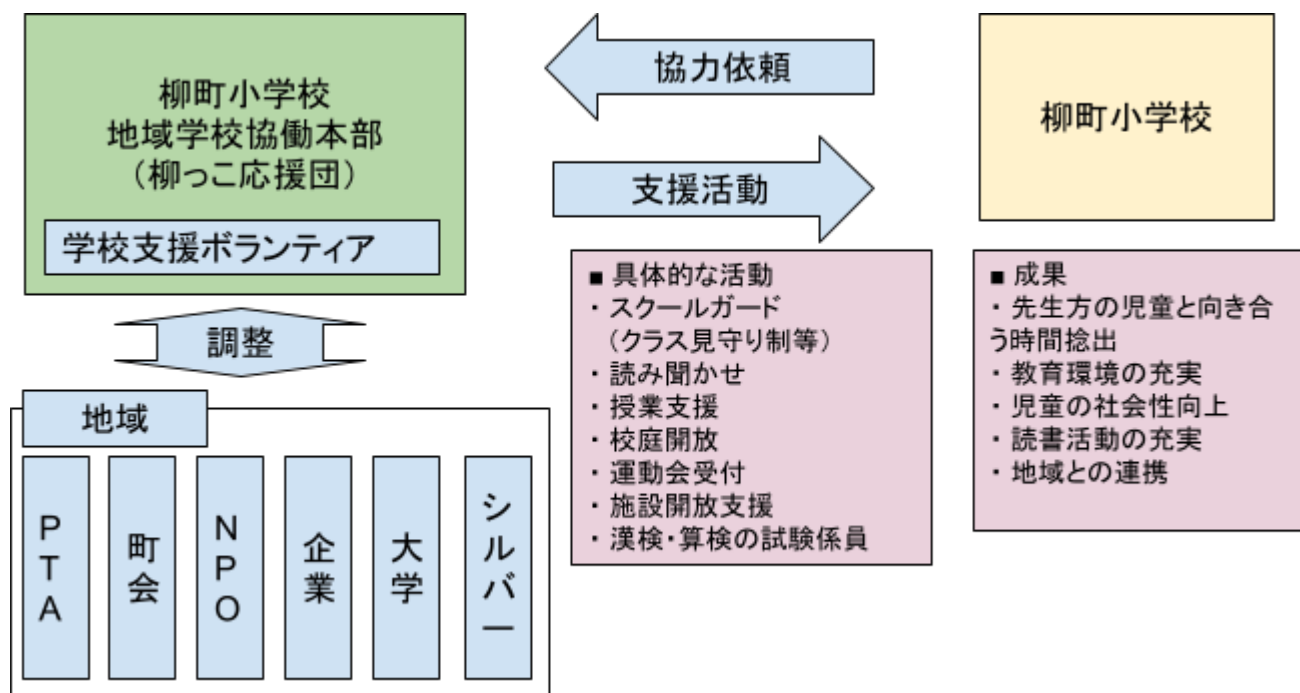 柳町小学校
地域学校協働本部
（柳っこ応援団）
学校支援ボランティア
協力依頼
支援活動
柳町小学校
調整
地域
PTA
町会
NPO
企業
大学
シルバー
■ 具体的な活動
・ スクールガード
（クラス見守り制等）
・ 読み聞かせ
・ 授業支援
・ 校庭開放
・ 運動会受付
・ 施設開放支援
・ 漢検・算検の試験係員
■ 成果
・ 先生方の児童と向き合
う時間捻出
・ 教育環境の充実
・ 児童の社会性向上
・ 読書活動の充実
・ 地域との連携